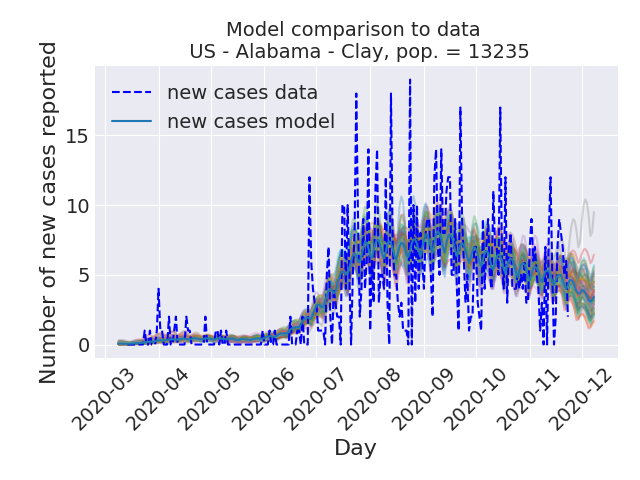 Model comparison to data
US - Alabama - Clay, pop. = 13235
new cases data
new cases model
Number of new cases reported
15
10
5
0
2020-03
2020-04
2020-05
2020-06
2020-07
2020-08
2020-09
2020-10
2020-11
2020-12
Day